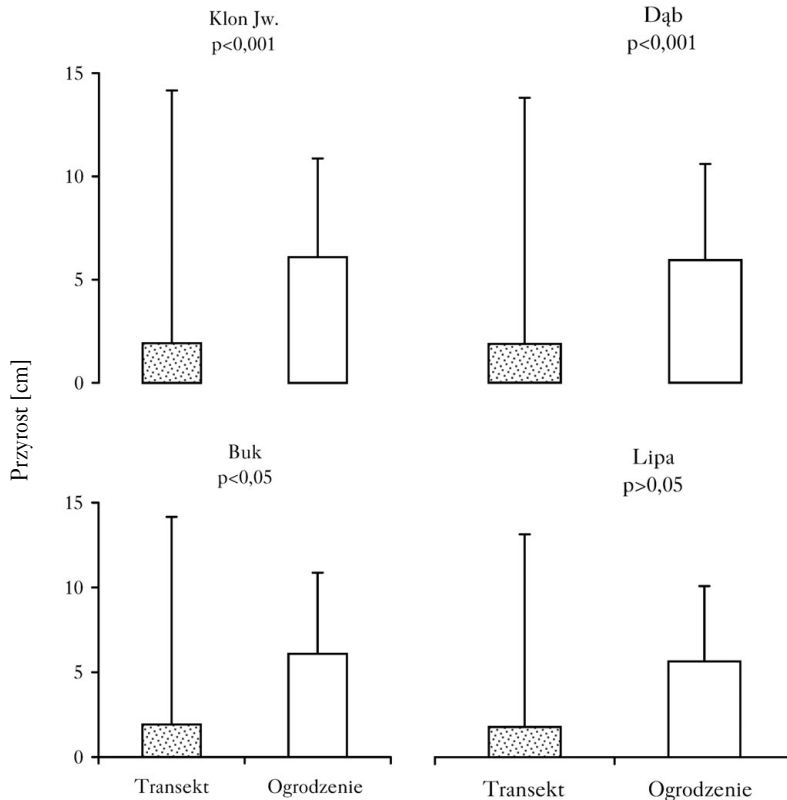 Klon Jw.
p<0,001
Dąb
p<0,001
15
10
5
0
Przyrost [cm]
Buk
p<0,05
Lipa
p>0,05
15
10
5
0
Transekt
Ogrodzenie
Transekt
Ogrodzenie